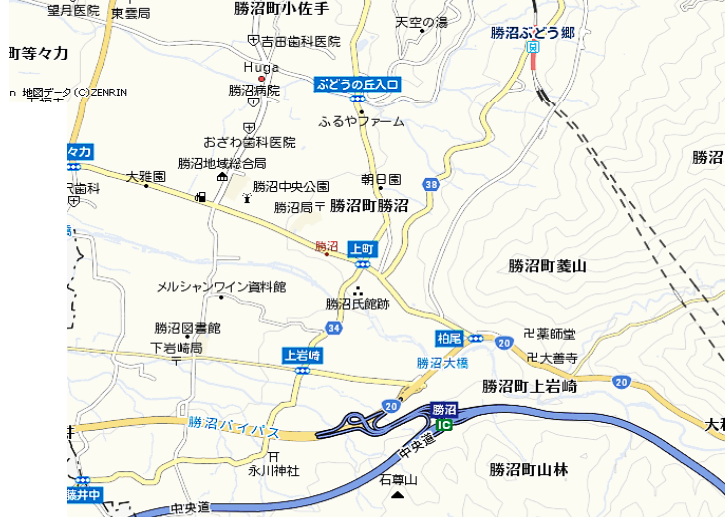 望月医院
東雲局
勝沼町小佐手
天空の湯
吉田歯科医院
勝沼ぶどう郷
町等々力
Huga
ぶどうの丘入口
n 地図データ(C)ZENRIN
勝沼病院
ふるやファーム
おざわ歯科医院
々力
勝沼地域総合局
勝沼
大雅園
朝日園
38
歯科
勝沼中央公園
勝沼局〒
勝沼町勝沼
勝沼
上町
勝沼町菱山
メルシャンワイン資料館
勝沼氏館跡
34
勝沼図書館
下岩崎局
〒
柏尾
20
卍薬師堂
上岩崎
勝沼大橋
卍大善寺
20
勝沼町上岩崎
20
勝沼
IC
勝沼バイパス
大和
中央道
永川神社
勝沼町山林
石尊山
藤井中
中央道